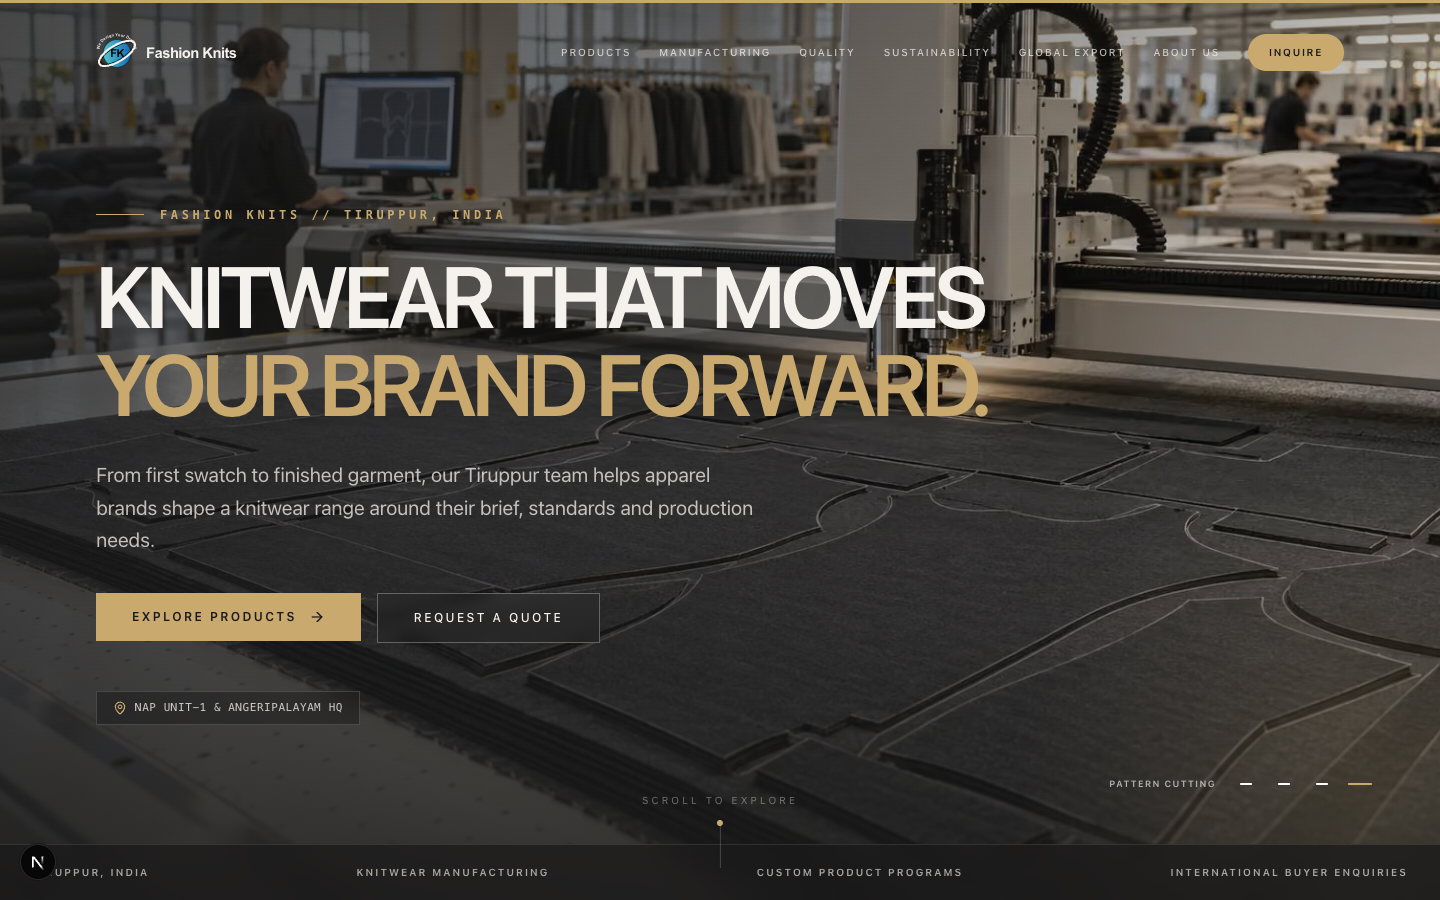 FK
Fashion Knits
PRODUCTS
MANUFACTURING
QUALITY
SUSTAINABILITY
GLOBAL EXPORT
ABOUT US
INQUIRE
FASHION KNITS // TIRUPPUR, INDIA
KNITWEAR THAT MOVES
YOUR BRAND FORWARD.
From first swatch to finished garment, our Tiruppur team helps apparel
brands shape a knitwear range around their brief, standards and production
needs.
EXPLORE PRODUCTS
REQUEST A QUOTE
NAP UNIT-1 & ANGERIPALAYAM HQ
PATTERN CUTTING
SCROLL TO EXPLORE
N
UPPUR, INDIA
KNITWEAR MANUFACTURING
CUSTOM PRODUCT PROGRAMS
INTERNATIONAL BUYER ENQUIRIES